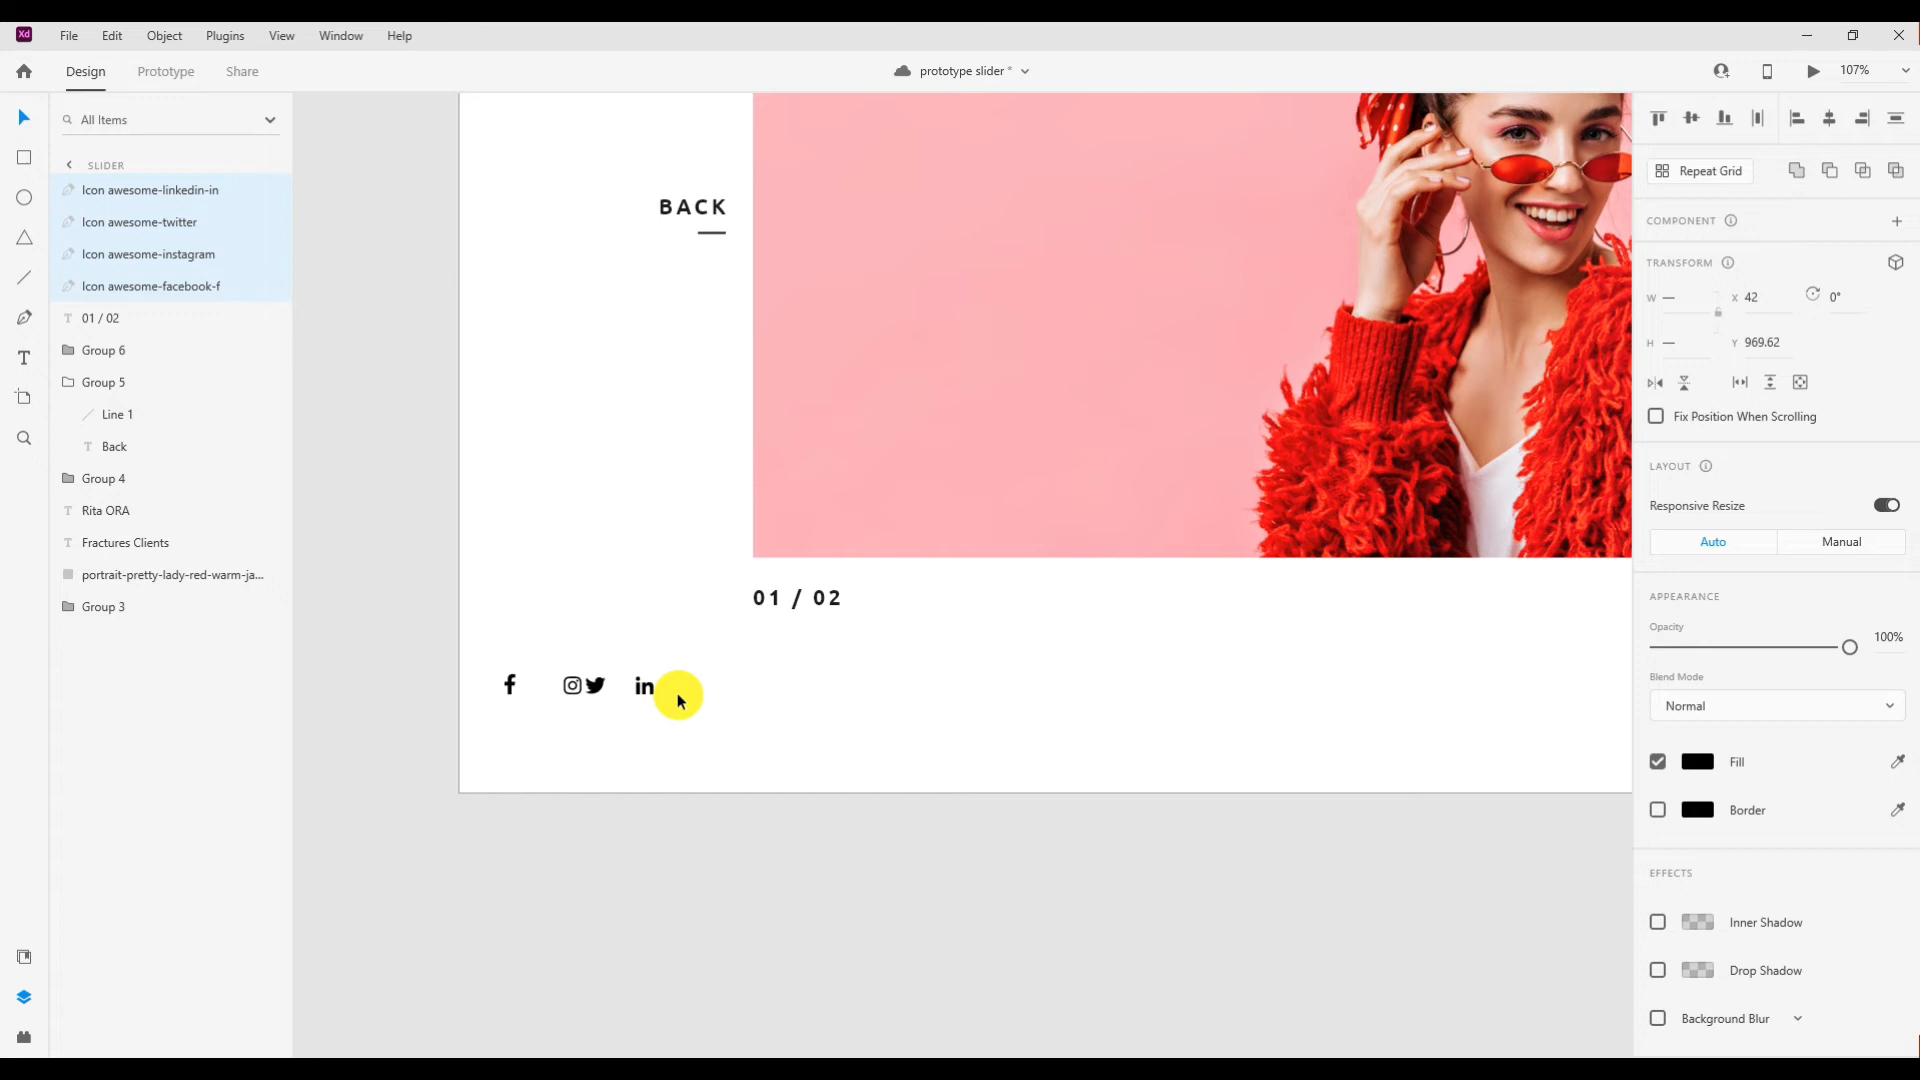 Xd File Edit Object Plugins View Window Help
Design Prototype Share prototype slider * 107%
All Items
SLIDER
Icon awesome-linkedin-in
Icon awesome-twitter
Icon awesome-instagram
Icon awesome-facebook-f
01 / 02
Group 6
Group 5
Line 1
Back
Group 4
Rita ORA
Fractures Clients
portrait-pretty-lady-red-warm-ja...
Group 3
BACK
01 / 02
f in
Repeat Grid
COMPONENT
TRANSFORM
W — X 42 0°
H — Y 969.62
Fix Position When Scrolling
LAYOUT
Responsive Resize
Auto Manual
APPEARANCE
Opacity
100%
Blend Mode
Normal
Fill
Border
EFFECTS
Inner Shadow
Drop Shadow
Background Blur